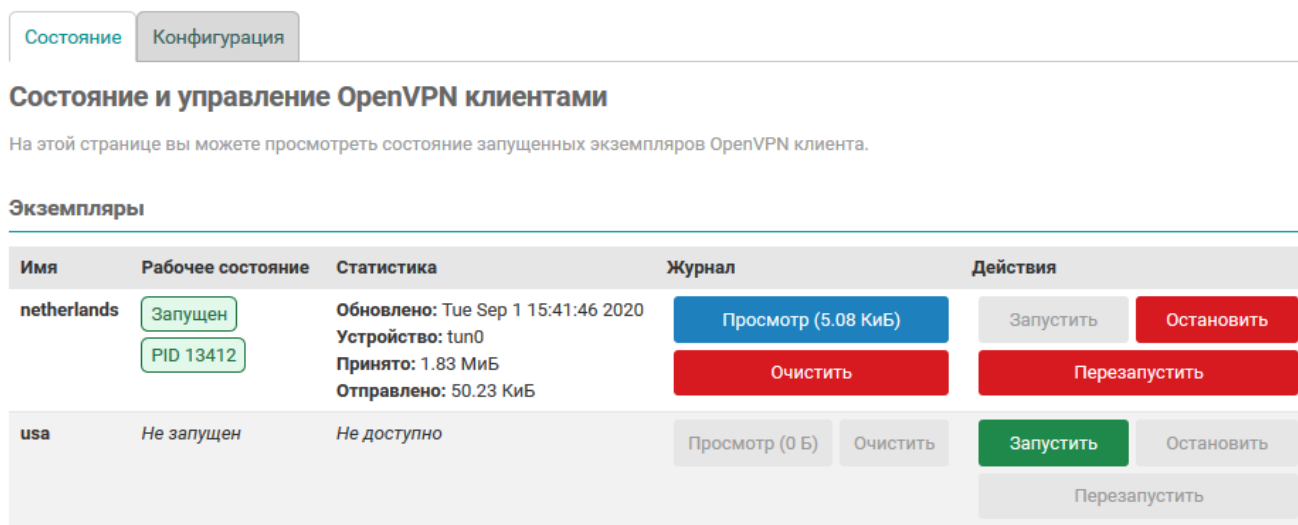 Состояние Конфигурация
Состояние и управление OpenVPN клиентами
На этой странице вы можете просмотреть состояние запущенных экземпляров OpenVPN клиента.
Экземпляры
Имя Рабочее состояние Статистика Журнал Действия
netherlands Запущен Обновлено: Tue Sep 1 15:41:46 2020 Просмотр (5.08 КиБ) Запустить Остановить
Устройство: tun0
PID 13412 Принято: 1.83 МиБ Очистить Перезапустить
Отправлено: 50.23 КиБ
usa Не запущен Не доступно Просмотр (0 Б) Очистить Запустить Остановить
Перезапустить